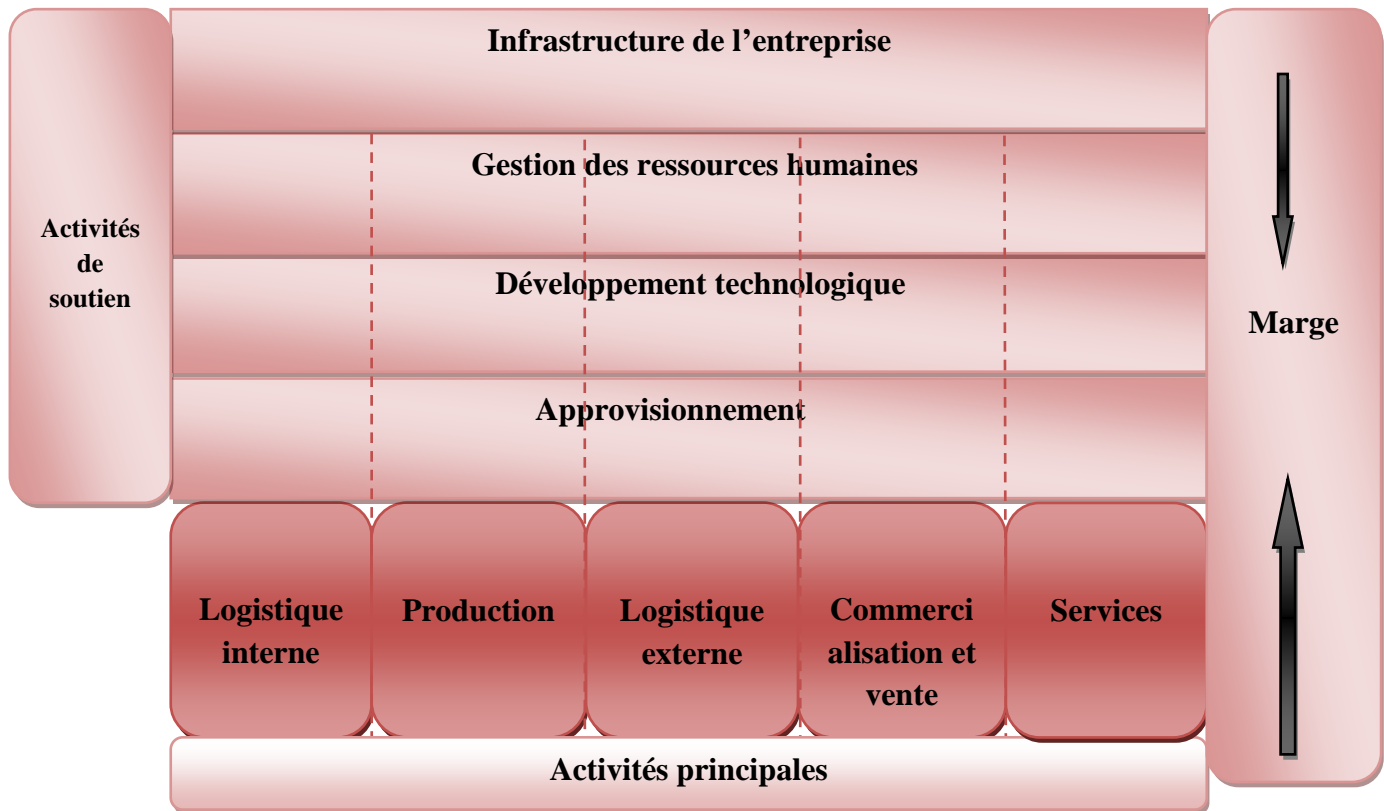 Infrastructure de l’entreprise
Gestion des ressources humaines
Activités
de
soutien
Développement technologique
Marge
Approvisionnement
Logistique
interne
Production
Logistique
externe
Commerci
alisation et
vente
Services
Activités principales